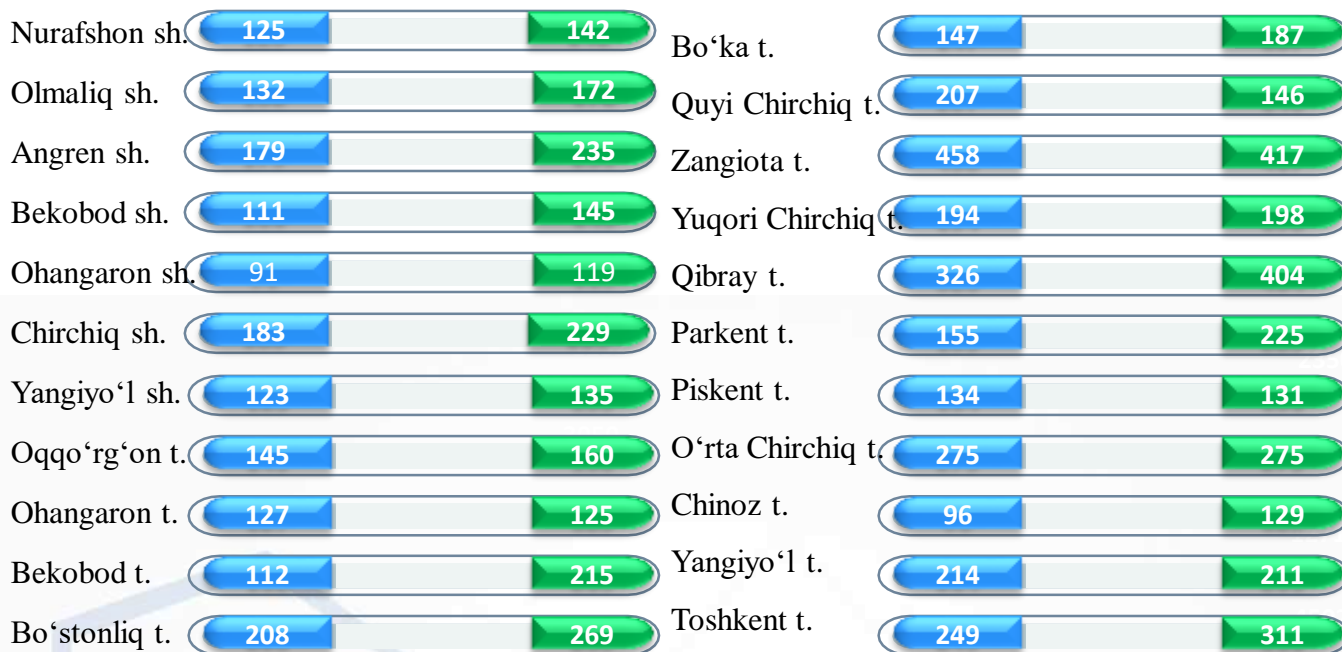 Nurafshon sh. 125 142
Olmaliq sh. 132 172
Angren sh. 179 235
Bekobod sh. 111 145
Ohangaron sh. 91 119
Chirchiq sh. 183 229
Yangiyo‘l sh. 123 135
Oqqo‘rg‘on t. 145 160
Ohangaron t. 127 125
Bekobod t. 112 215
Bo‘stonliq t. 208 269
Bo‘ka t. 147 187
Quyi Chirchiq t. 207 146
Zangiota t. 458 417
Yuqori Chirchiq t. 194 198
Qibray t. 326 404
Parkent t. 155 225
Piskent t. 134 131
O‘rta Chirchiq t. 275 275
Chinoz t. 96 129
Yangiyo‘l t. 214 211
Toshkent t. 249 311